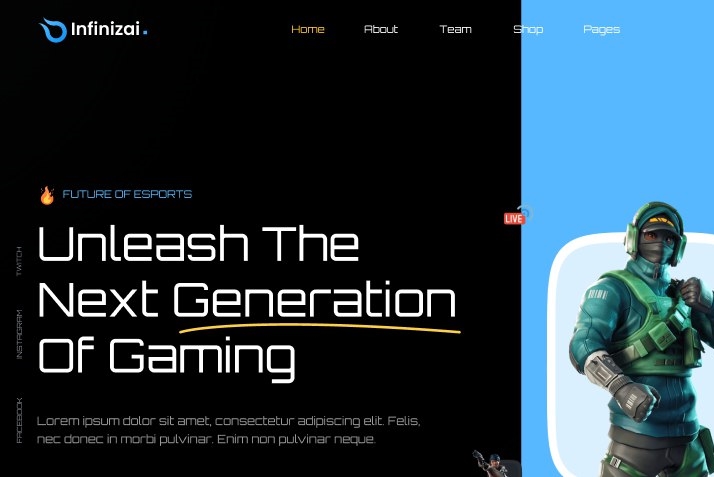 Infinizai
Home About Team Shop Pages
FUTURE OF ESPORTS
LIVE
Unleash The
Next Generation
Of Gaming
TWITCH
INSTAGRAM
FACEBOOK
Lorem ipsum dolor sit amet, consectetur adipiscing elit. Felis,
nec donec in morbi pulvinar. Enim non pulvinar neque.